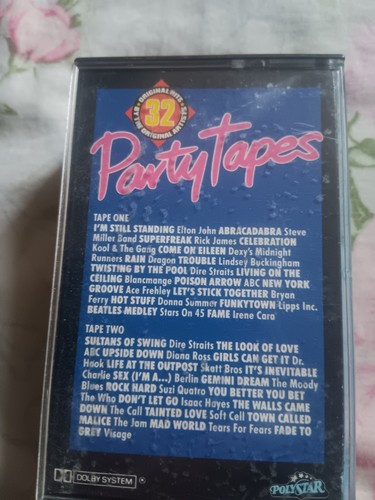 ORIGINAL HITS
32
BY THE ORIGINAL ARTISTS
Party Tapes
TAPE ONE
I'M STILL STANDING Elton John ABRACADABRA Steve
Miller Band SUPERFREAK Rick James CELEBRATION
Kool & The Gang COME ON EILEEN Dexy's Midnight
Runners RAIN Dragon TROUBLE Lindsey Buckingham
TWISTING BY THE POOL Dire Straits LIVING ON THE
CEILING Blancmange POISON ARROW ABC NEW YORK
GROOVE Ace Frehley LET'S STICK TOGETHER Bryan
Ferry HOT STUFF Donna Summer FUNKYTOWN Lipps Inc.
BEATLES MEDLEY Stars On 45 FAME Irene Cara
TAPE TWO
SULTANS OF SWING Dire Straits THE LOOK OF LOVE
ABC UPSIDE DOWN Diana Ross GIRLS CAN GET IT Dr.
Hook LIFE AT THE OUTPOST Skatt Bros IT'S INEVITABLE
Charlie SEX (I'M A...) Berlin GEMINI DREAM The Moody
Blues ROCK HARD Suzi Quatro YOU BETTER YOU BET
The Who DON'T LET GO Isaac Hayes THE WALLS CAME
DOWN The Call TAINTED LOVE Soft Cell TOWN CALLED
MALICE The Jam MAD WORLD Tears For Fears FADE TO
GREY Visage
DOLBY SYSTEM
POLYSTAR